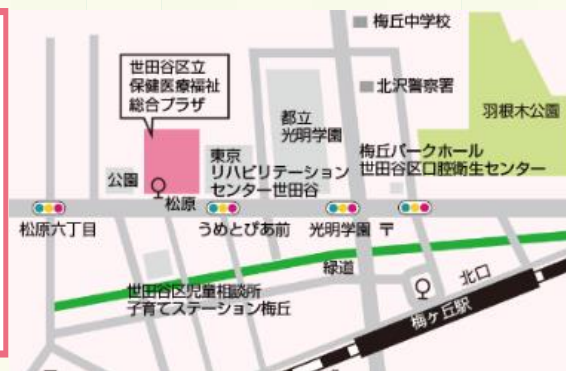 梅丘中学校
世田谷区立
保健医療福祉
総合プラザ
北沢警察署
羽根木公園
都立
光明学園
梅丘パークホール
世田谷区口腔衛生センター
東京
リハビリテーション
センター世田谷
公園
松原
松原六丁目
うめとぴあ前
光明学園
〒
緑道
世田谷区児童相談所
子育てステーション梅丘
北口
梅ヶ丘駅